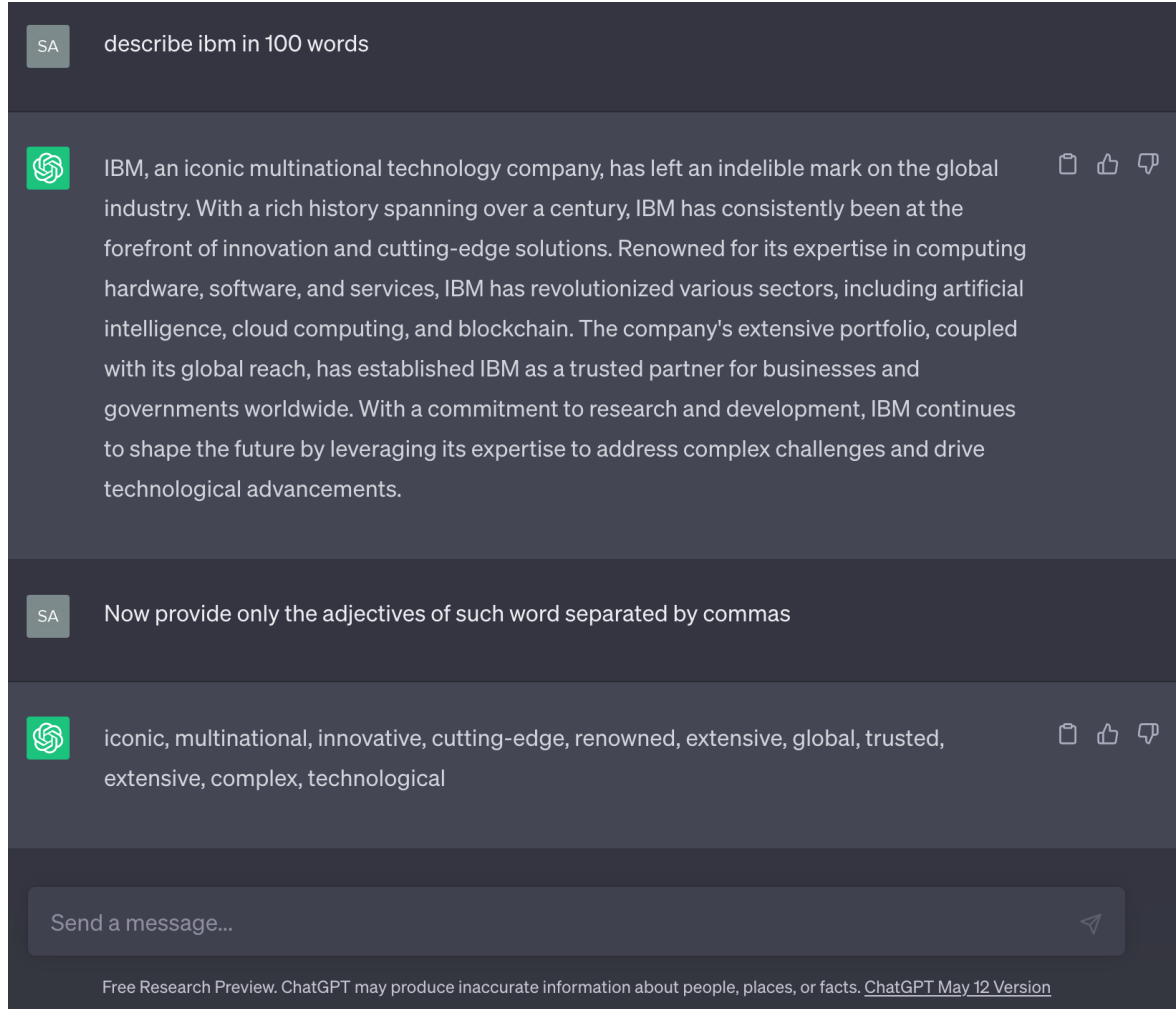 SA
describe ibm in 100 words
IBM, an iconic multinational technology company, has left an indelible mark on the global
industry. With a rich history spanning over a century, IBM has consistently been at the
forefront of innovation and cutting-edge solutions. Renowned for its expertise in computing
hardware, software, and services, IBM has revolutionized various sectors, including artificial
intelligence, cloud computing, and blockchain. The company's extensive portfolio, coupled
with its global reach, has established IBM as a trusted partner for businesses and
governments worldwide. With a commitment to research and development, IBM continues
to shape the future by leveraging its expertise to address complex challenges and drive
technological advancements.
SA
Now provide only the adjectives of such word separated by commas
iconic, multinational, innovative, cutting-edge, renowned, extensive, global, trusted,
extensive, complex, technological
Send a message...
Free Research Preview. ChatGPT may produce inaccurate information about people, places, or facts. ChatGPT May 12 Version